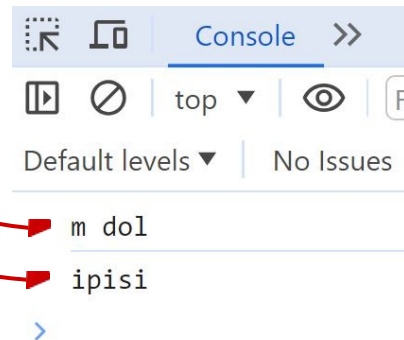 Console
top
Default levels No Issues
m dol
ipisi